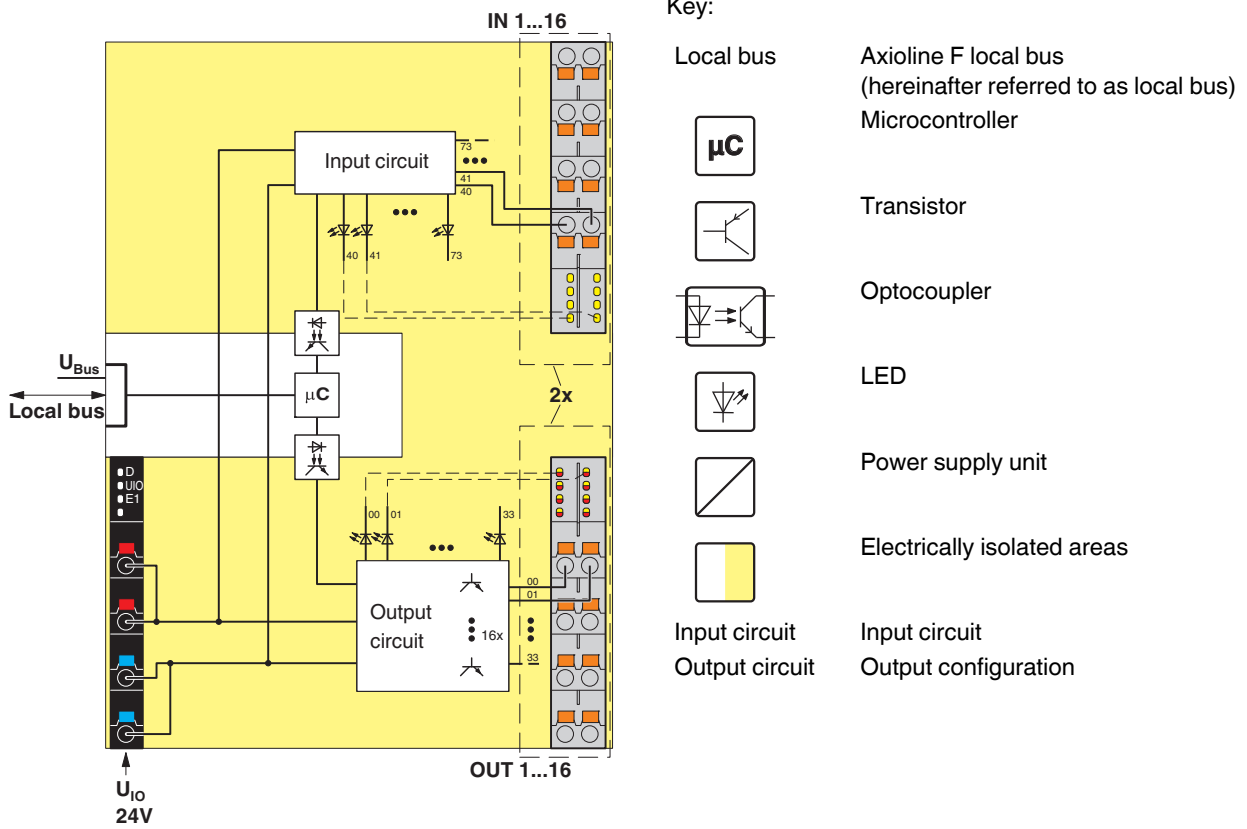 IN 1...16
Input circuit
73
41
40
40
41
73
U Bus
Local bus
µC
2x
D
UIO
E1
00
01
33
Output
circuit
16x
00
01
33
OUT 1...16
U IO
24V
Key:
Local bus
Axioline F local bus
(hereinafter referred to as local bus)
µC
Microcontroller
Transistor
Optocoupler
LED
Power supply unit
Electrically isolated areas
Input circuit
Input circuit
Output circuit
Output configuration